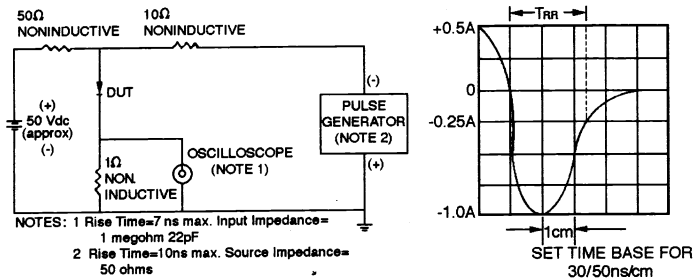 50Ω
NONINDUCTIVE
10Ω
NONINDUCTIVE
(+)
50 Vdc
(approx)
(-)
DUT
1Ω
NON.
INDUCTIVE
OSCILLOSCOPE
(NOTE 1)
(-)
PULSE
GENERATOR
(NOTE 2)
(+)
NOTES: 1 Rise Time=7 ns max. Input Impedance=
1 megohm 22pF
2 Rise Time=10ns max. Source Impedance=
50 ohms
TRR
+0.5A
0
-0.25A
-1.0A
1cm
SET TIME BASE FOR
30/50ns/cm